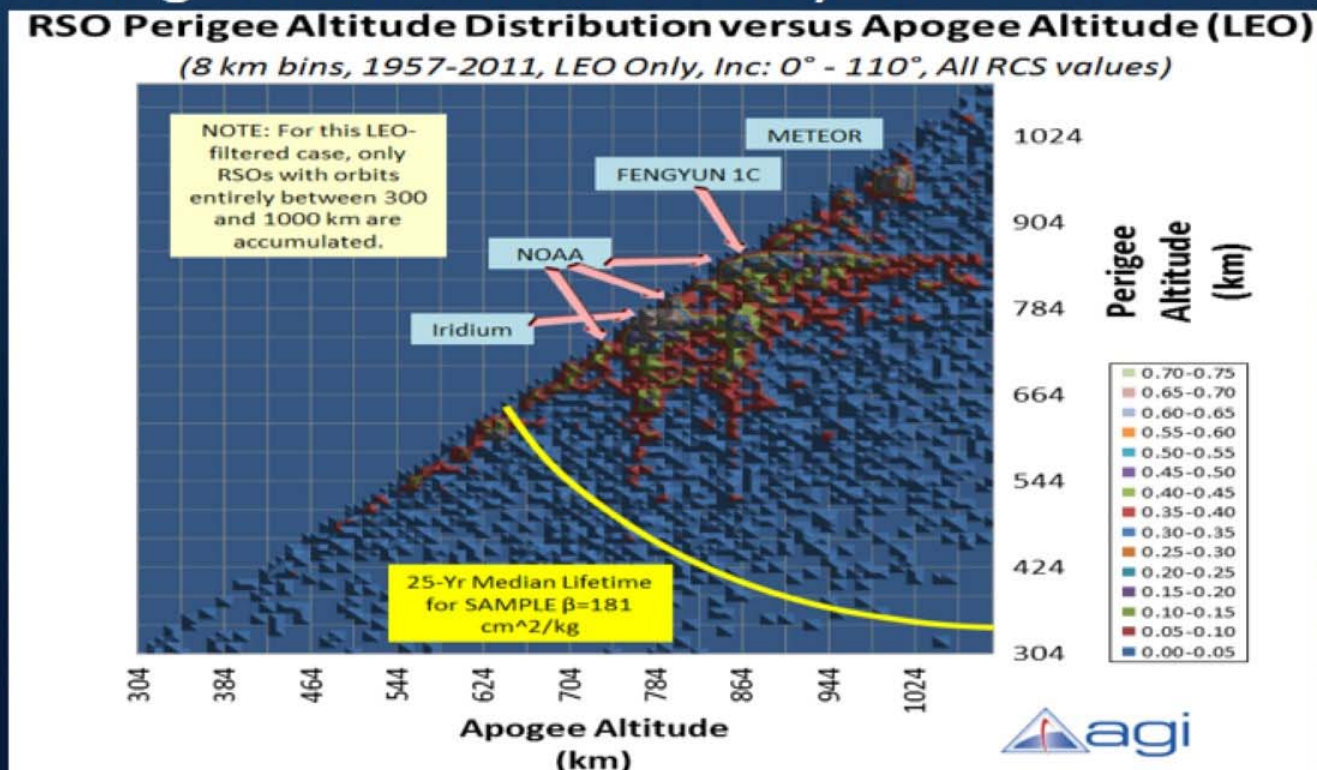 RSO Perigee Altitude Distribution versus Apogee Altitude (LEO)
(8 km bins, 1957-2011, LEO Only, Inc: 0° - 110°, All RCS values)
NOTE: For this LEO-
filtered case, only
RSOs with orbits
entirely between 300
and 1000 km are
accumulated.
METEOR
FENGYUN 1C
NOAA
Iridium
25-Yr Median Lifetime
for SAMPLE β=181
cm^2/kg
1024
904
784
664
544
424
304
Perigee
Altitude
(km)
0.70-0.75
0.65-0.70
0.60-0.65
0.55-0.60
0.50-0.55
0.45-0.50
0.40-0.45
0.35-0.40
0.30-0.35
0.25-0.30
0.20-0.25
0.15-0.20
0.10-0.15
0.05-0.10
0.00-0.05
304
384
464
544
624
704
784
864
944
1024
Apogee Altitude
(km)
agi